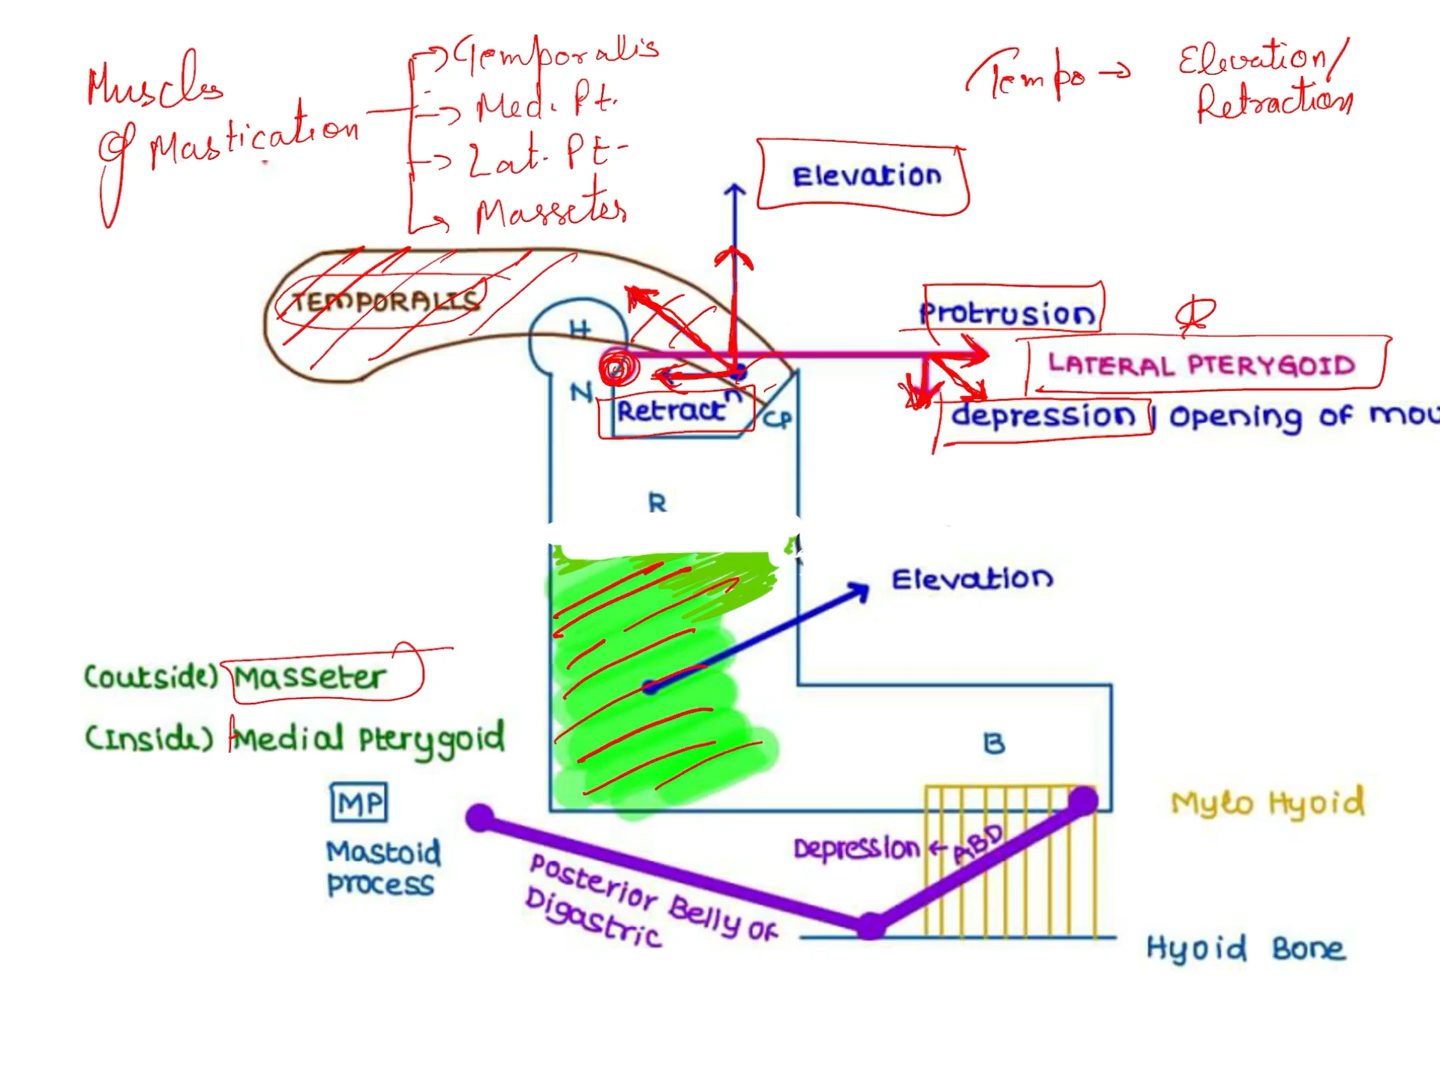 Muscles
Of Mastication
Temporalis
Med. Pt.
Lat. Pt-
Masseter
Tempo → Elevation/
Retraction
Elevation
TEMPORALIS
H
N
Retractⁿ
CP
R
Protrusion
LATERAL PTERYGOID
depression | Opening of mou
Elevation
(outside) Masseter
(Inside) Medial Pterygoid
B
MP
Mastoid
process
Posterior Belly of
Digastric
Depression ← ABD
Mylo Hyoid
Hyoid Bone